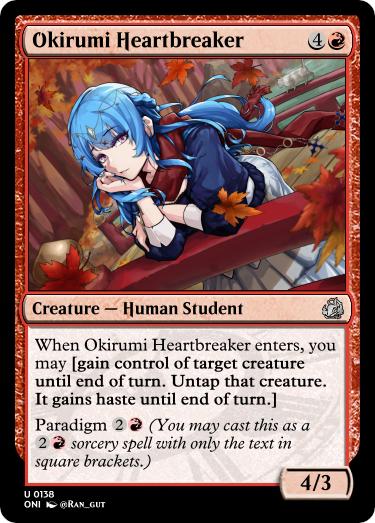 Okirumi Heartbreaker 4
Creature — Human Student
When Okirumi Heartbreaker enters, you
may [gain control of target creature
until end of turn. Untap that creature.
It gains haste until end of turn.]
Paradigm 2 (You may cast this as a
2 sorcery spell with only the text in
square brackets.)
4/3
U 0138
ONI @Ran_gut